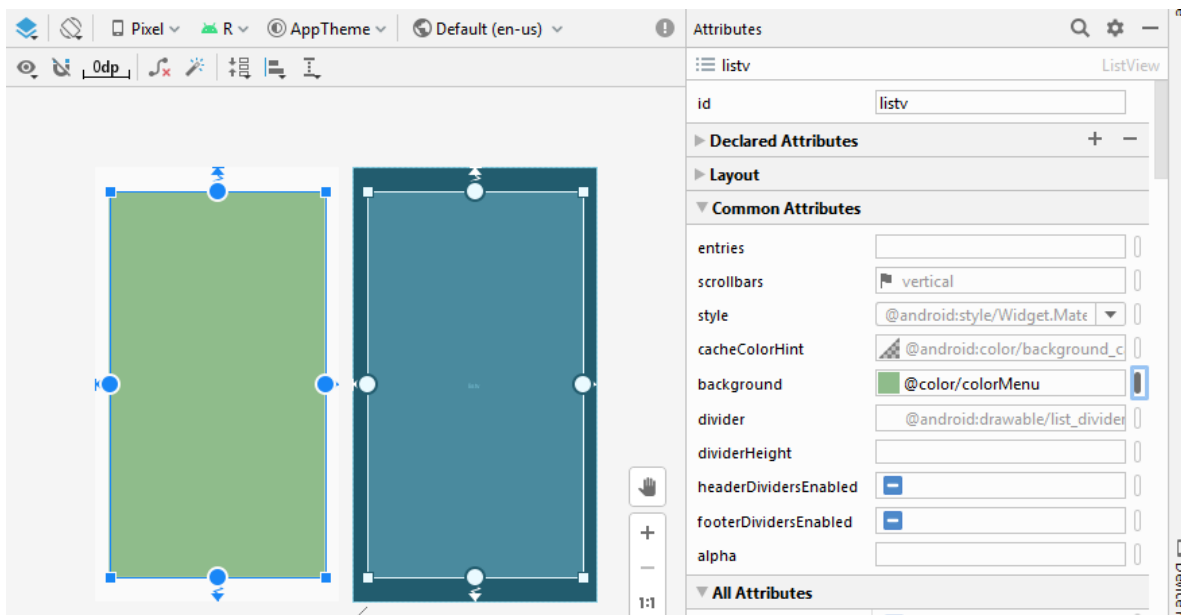 Pixel R AppTheme Default (en-us)
0dp
Attributes
listv ListView
id listv
Declared Attributes
Layout
Common Attributes
entries
scrollbars vertical
style @android:style/Widget.Mate
cacheColorHint @android:color/background_c
background @color/colorMenu
divider @android:drawable/list_divider
dividerHeight
headerDividersEnabled
footerDividersEnabled
alpha
All Attributes
1:1